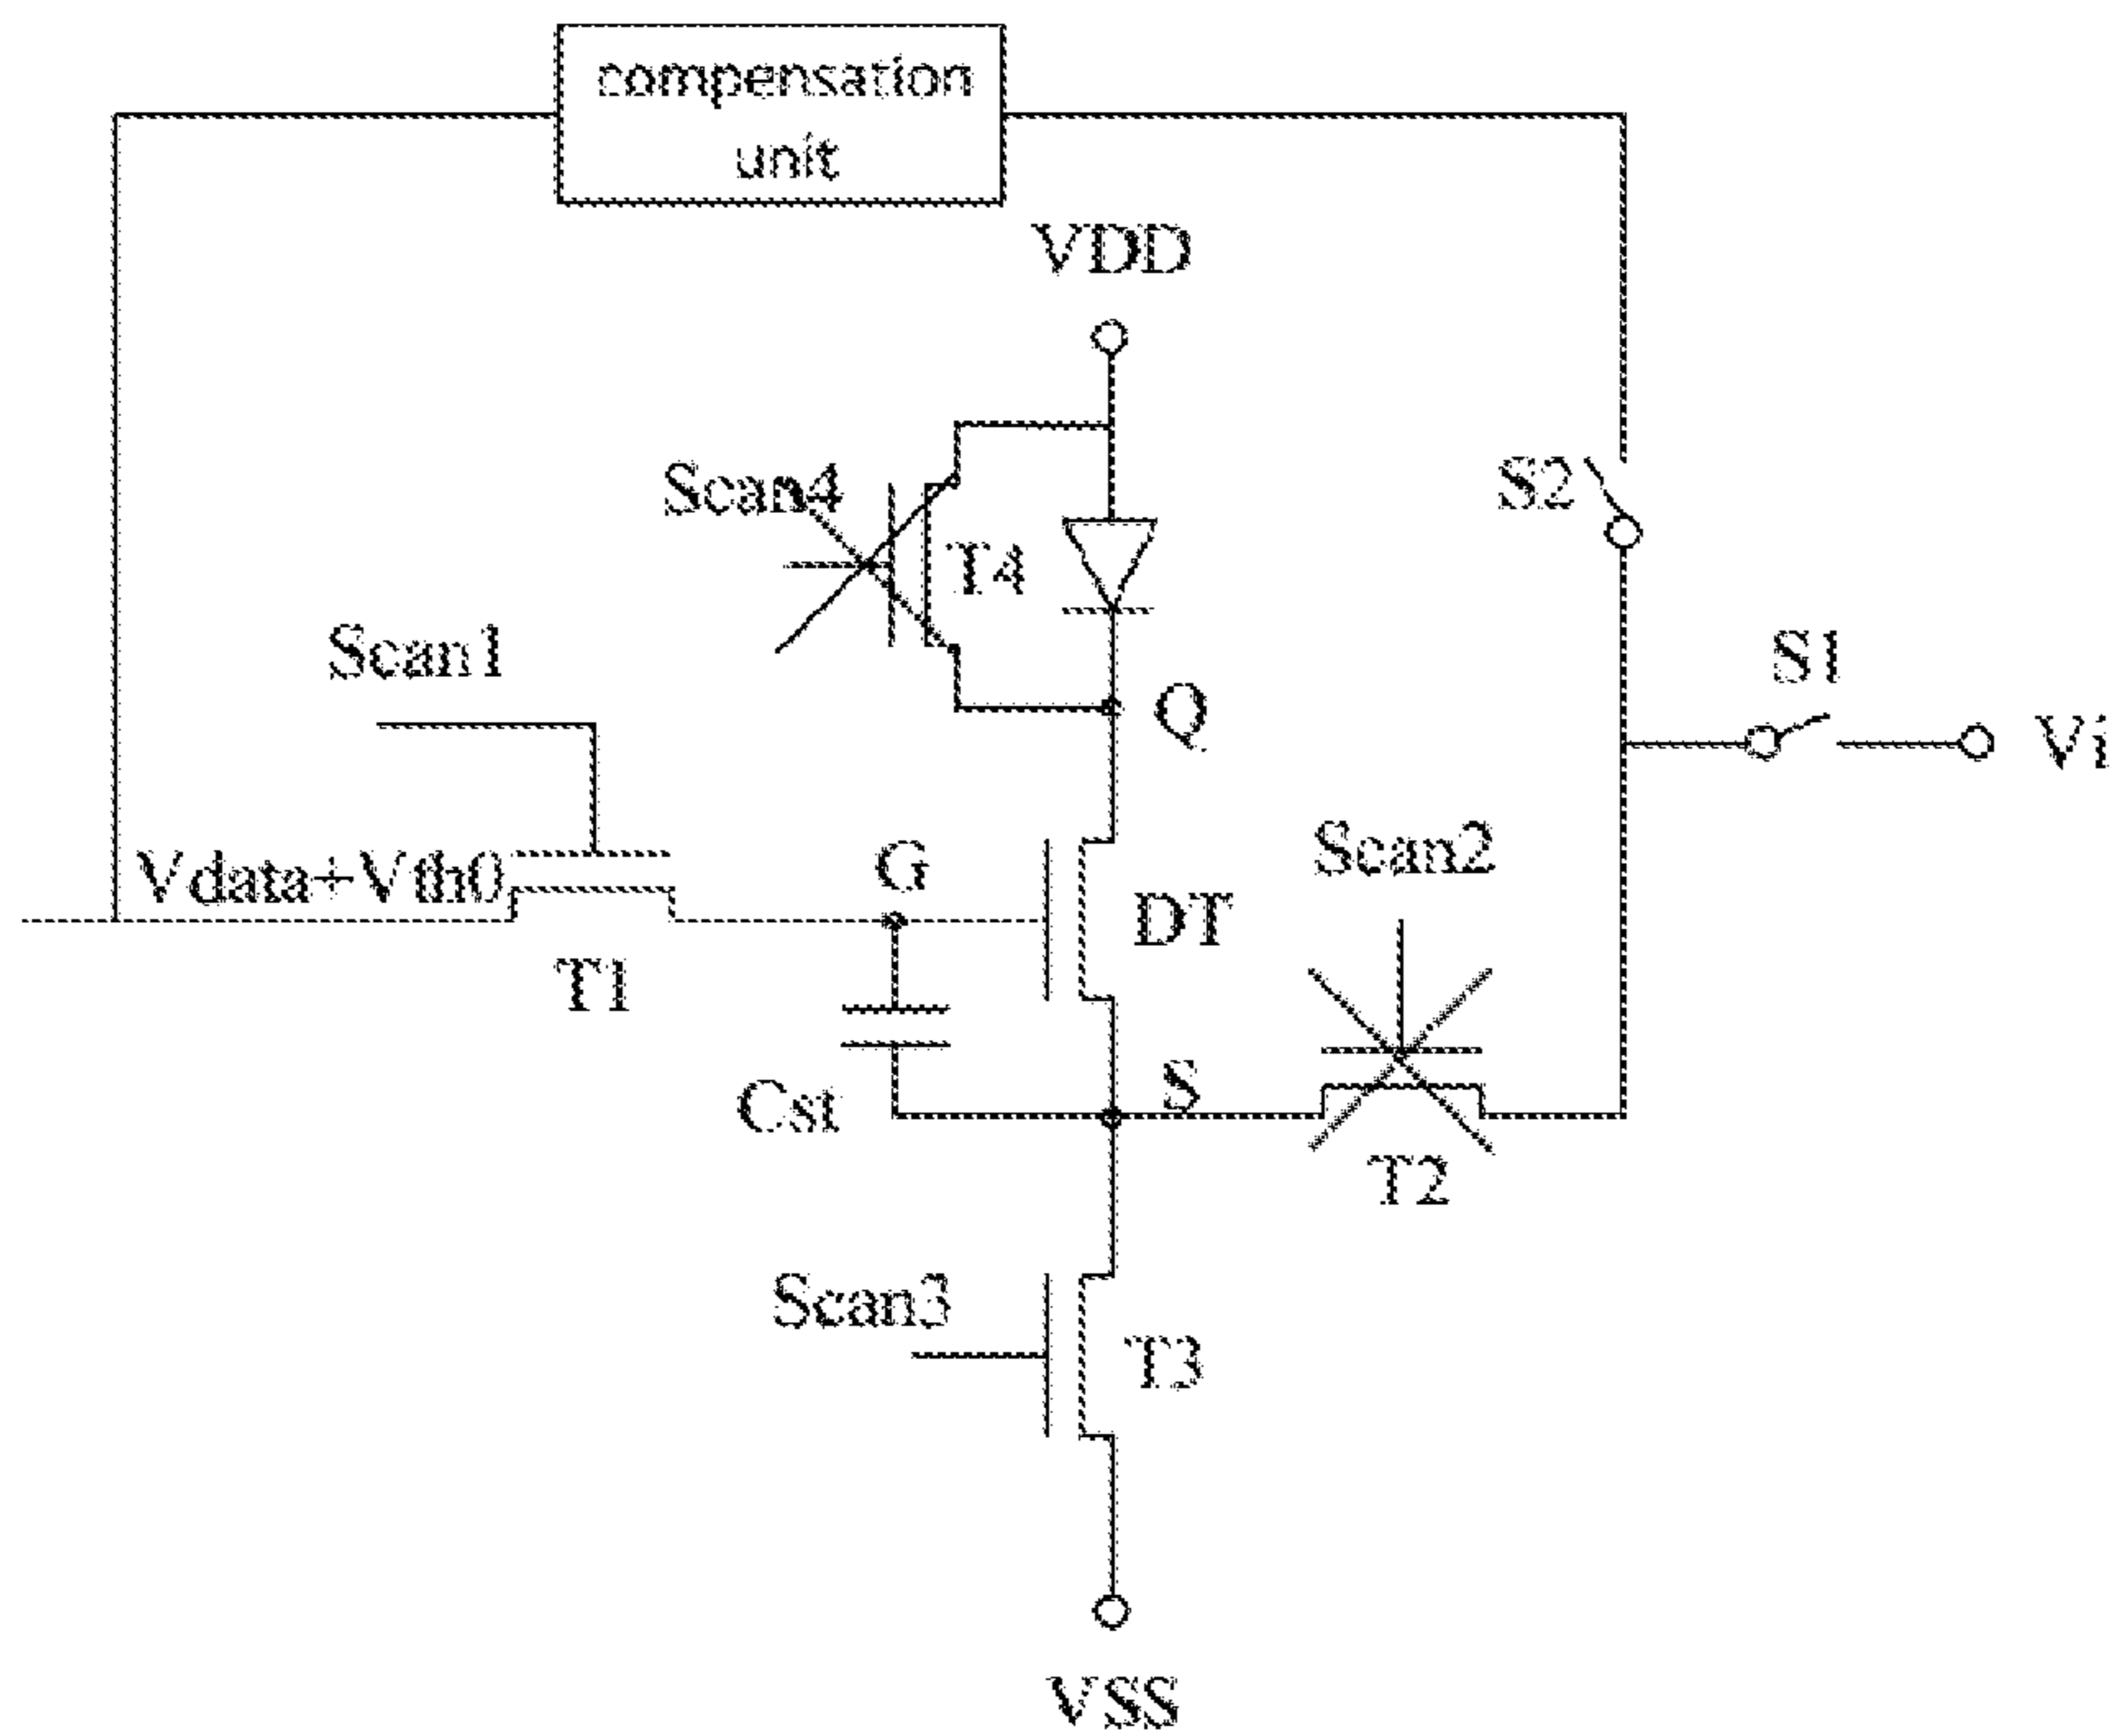 compensation
unit
VDD
Scan4
S2
T4
Scan1
S1
Q
Vi
Scan2
Vdata+Vth0
G
DT
T1
S
Cst
T2
Scan3
T3
VSS